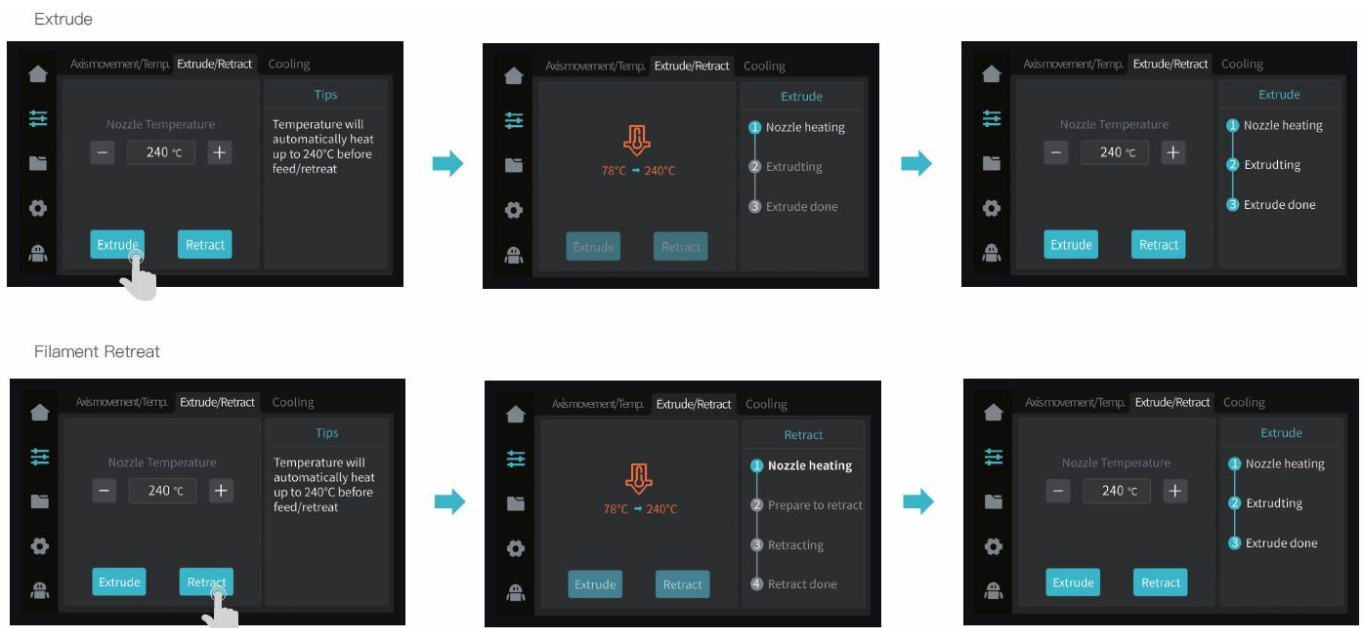 Extrude
Axismovement/Temp. Extrude/Retract Cooling
Nozzle Temperature
− 240 °C +
Extrude Retract
Tips
Temperature will
automatically heat
up to 240°C before
feed/retreat
Axismovement/Temp. Extrude/Retract Cooling
78°C → 240°C
Extrude Retract
Extrude
1 Nozzle heating
2 Extrudting
3 Extrude done
Axismovement/Temp. Extrude/Retract Cooling
Nozzle Temperature
− 240 °C +
Extrude Retract
Extrude
1 Nozzle heating
2 Extrudting
3 Extrude done
Filament Retreat
Axismovement/Temp. Extrude/Retract Cooling
Nozzle Temperature
− 240 °C +
Extrude Retract
Tips
Temperature will
automatically heat
up to 240°C before
feed/retreat
Axismovement/Temp. Extrude/Retract Cooling
78°C → 240°C
Extrude Retract
Retract
1 Nozzle heating
2 Prepare to retract
3 Retracting
4 Retract done
Axismovement/Temp. Extrude/Retract Cooling
Nozzle Temperature
− 240 °C +
Extrude Retract
Extrude
1 Nozzle heating
2 Extrudting
3 Extrude done